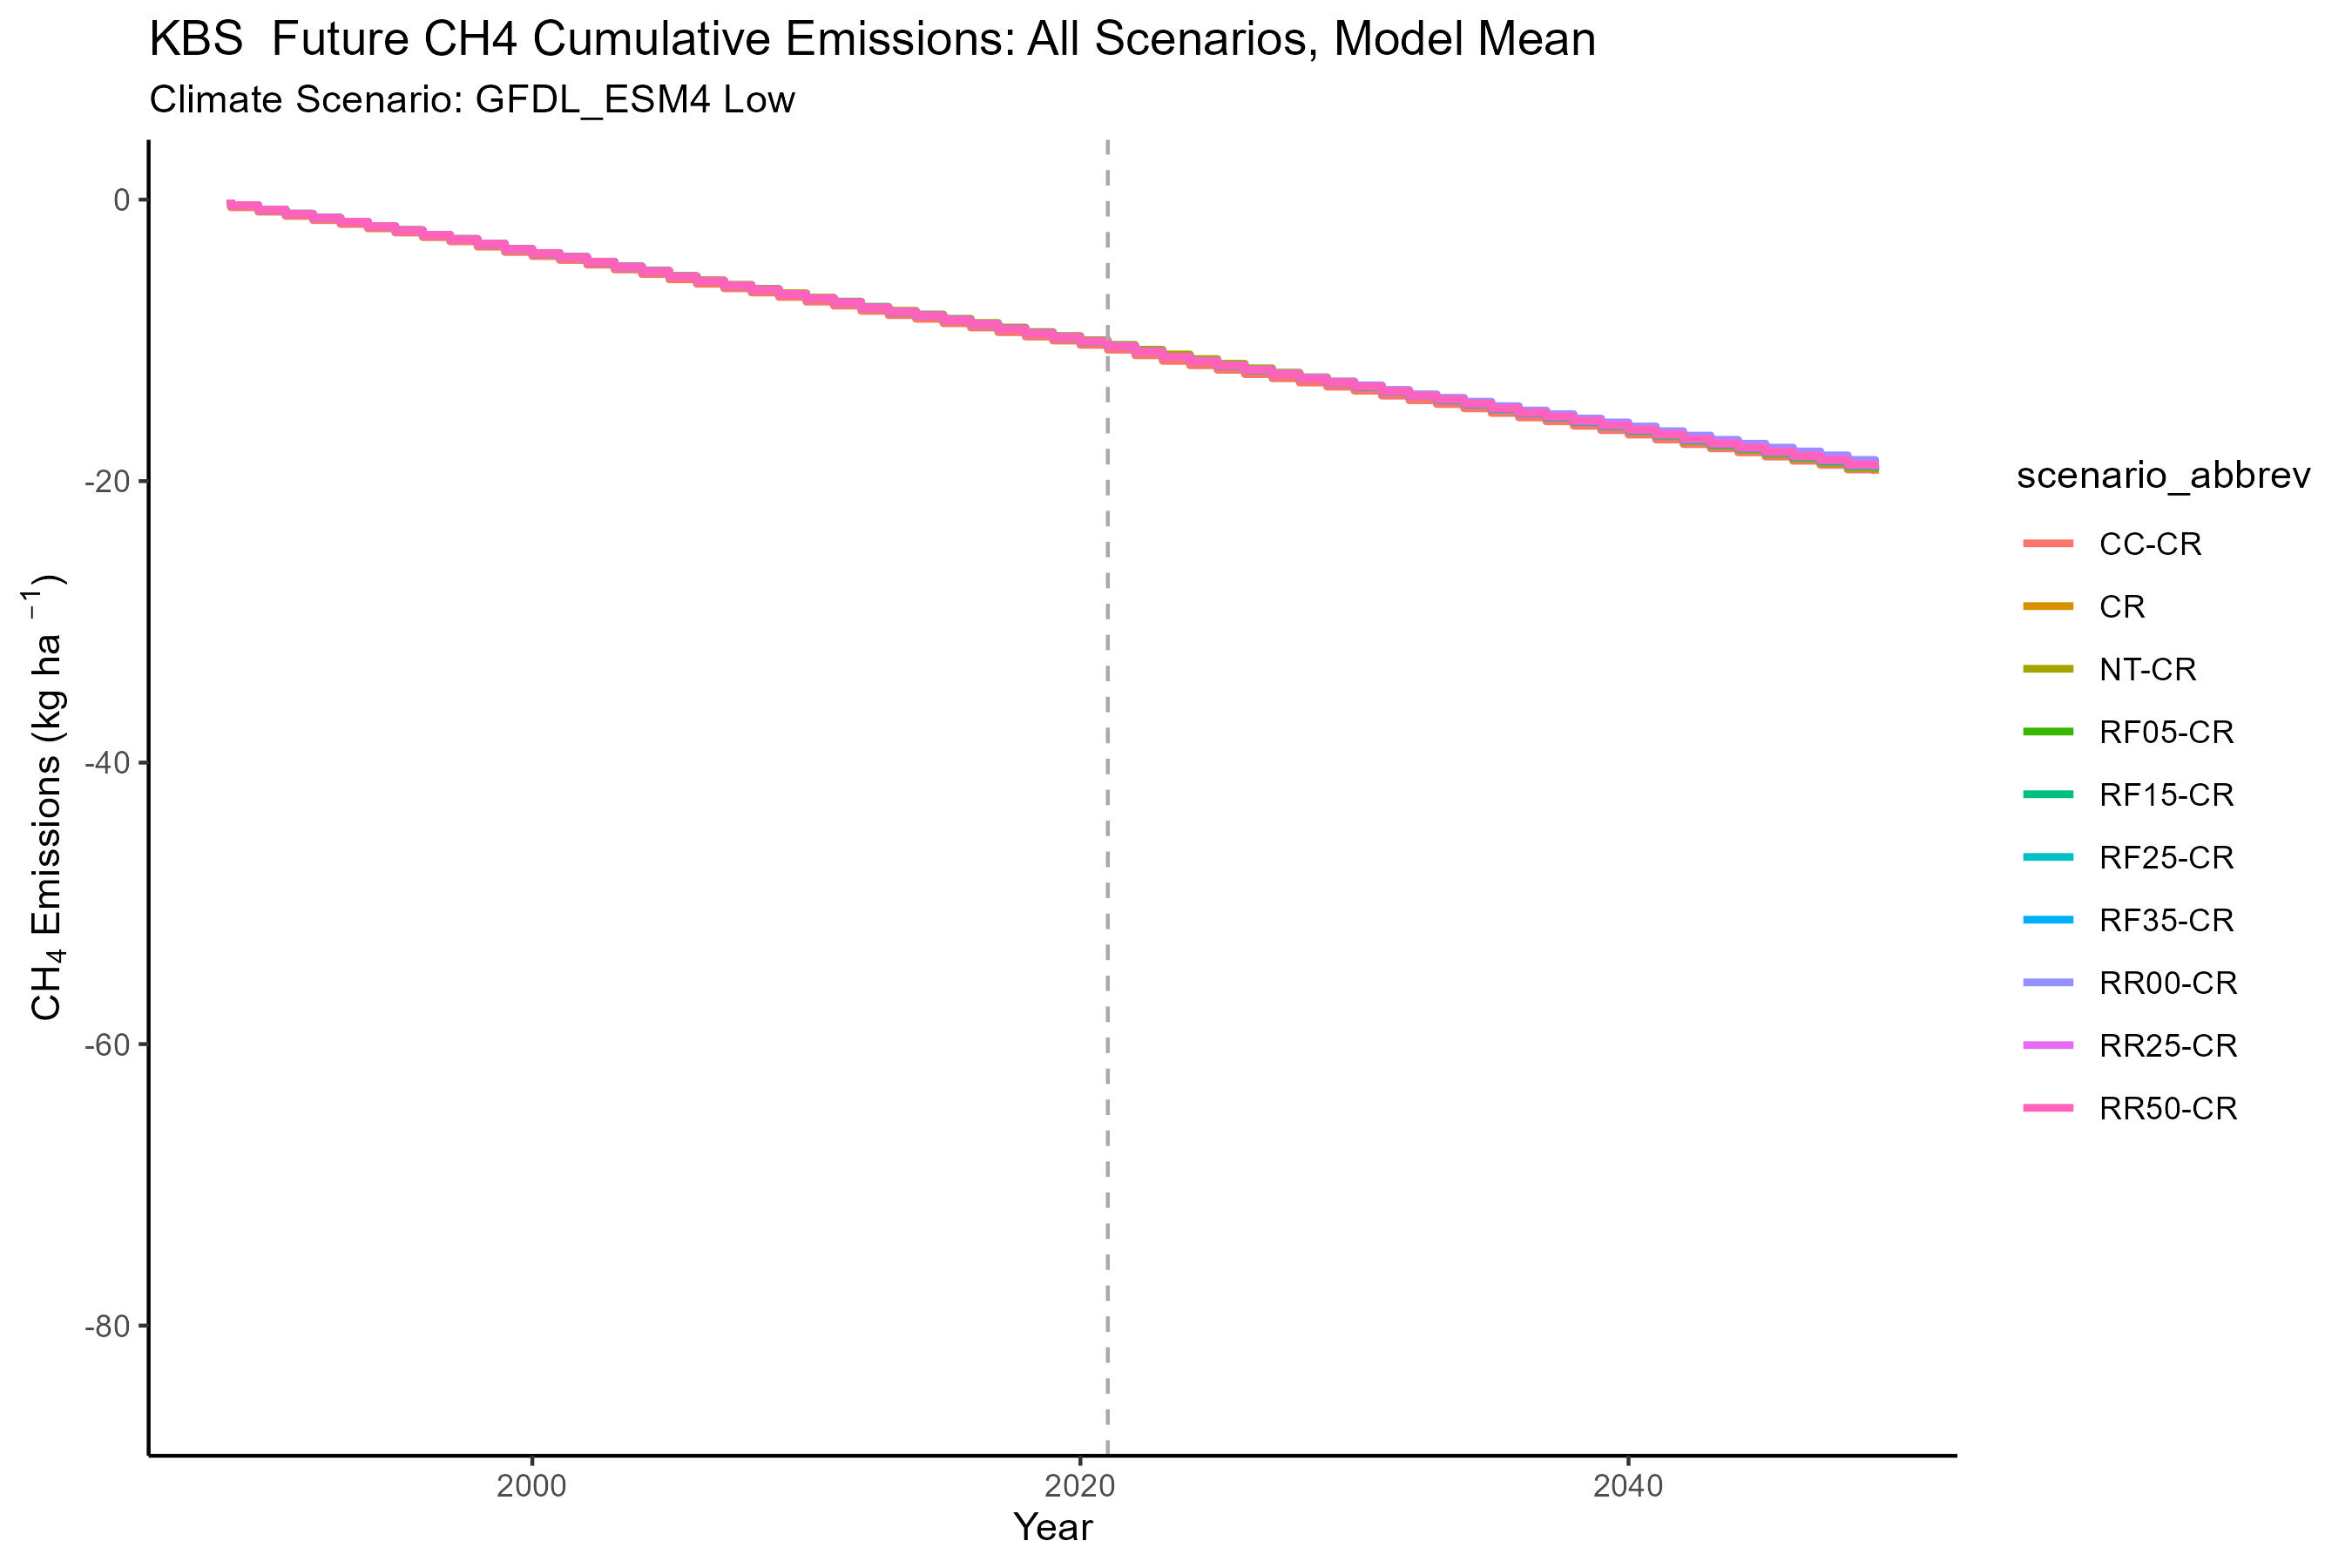 KBS  Future CH4 Cumulative Emissions: All Scenarios, Model Mean
Climate Scenario: GFDL_ESM4 Low
CH₄ Emissions (kg ha ⁻¹)
0
-20
-40
-60
-80
2000
2020
2040
Year
scenario_abbrev
CC-CR
CR
NT-CR
RF05-CR
RF15-CR
RF25-CR
RF35-CR
RR00-CR
RR25-CR
RR50-CR